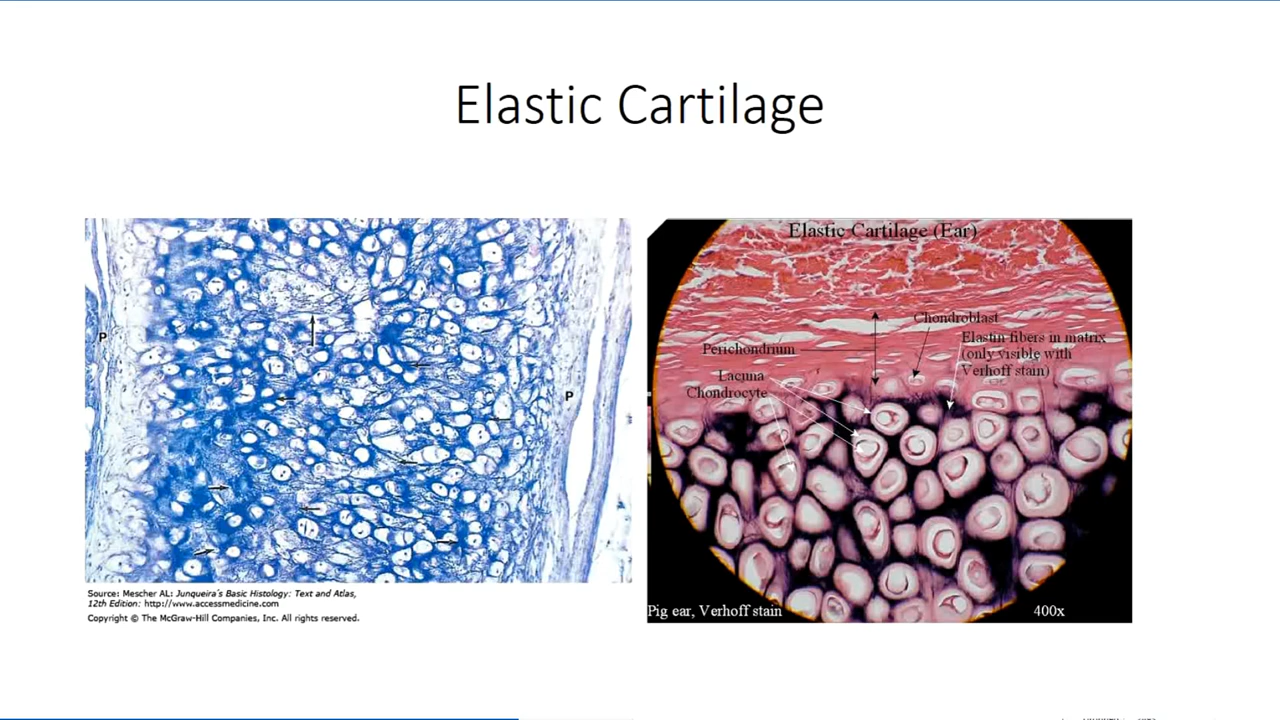 Elastic Cartilage
P
P
Source: Mescher AL: Junqueira's Basic Histology: Text and Atlas,
12th Edition: http://www.accessmedicine.com
Copyright © The McGraw-Hill Companies, Inc. All rights reserved.
Elastic Cartilage (Ear)
Chondroblast
Elastin fibers in matrix
(only visible with
Verhoff stain)
Perichondrium
Lacuna
Chondrocyte
Pig ear, Verhoff stain
400x